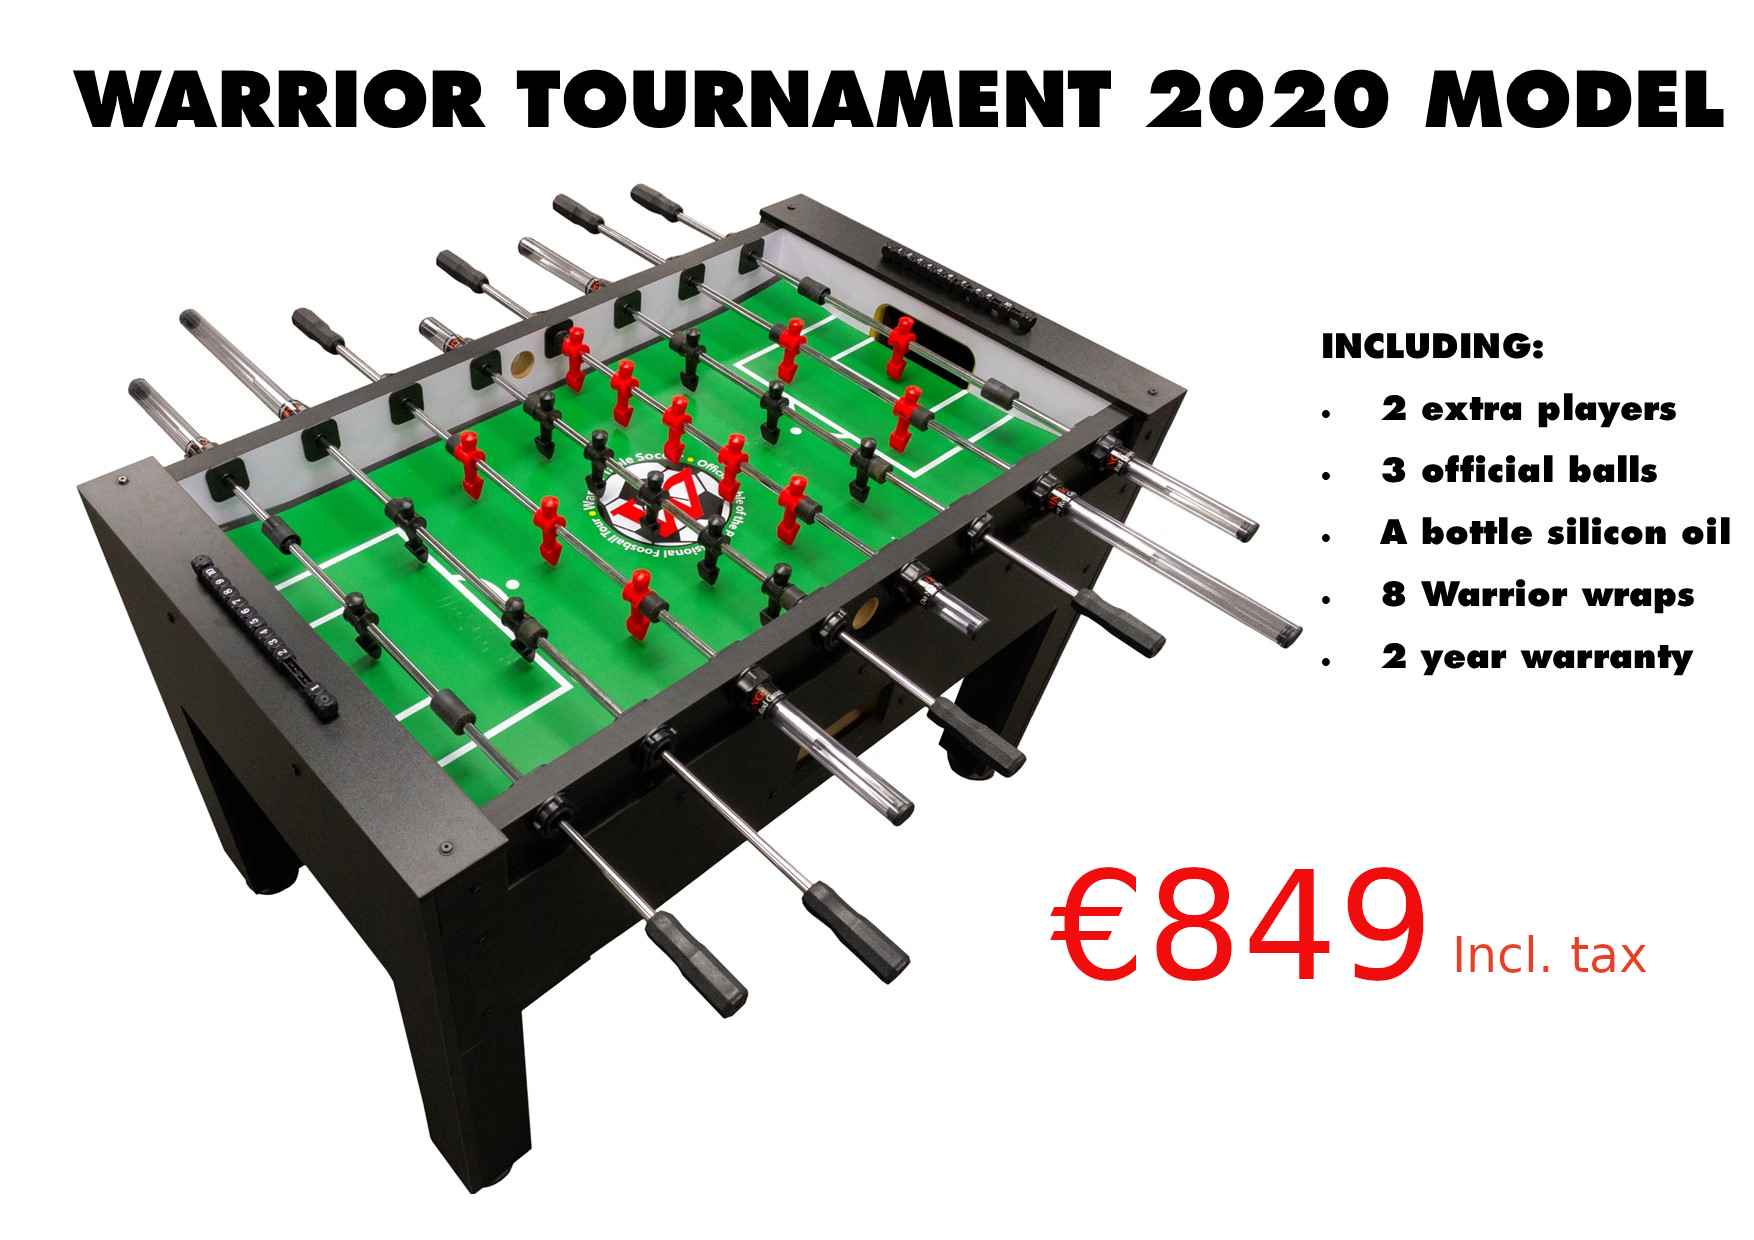 WARRIOR TOURNAMENT 2020 MODEL
INCLUDING:
• 2 extra players
• 3 official balls
• A bottle silicon oil
• 8 Warrior wraps
• 2 year warranty
€849 Incl. tax